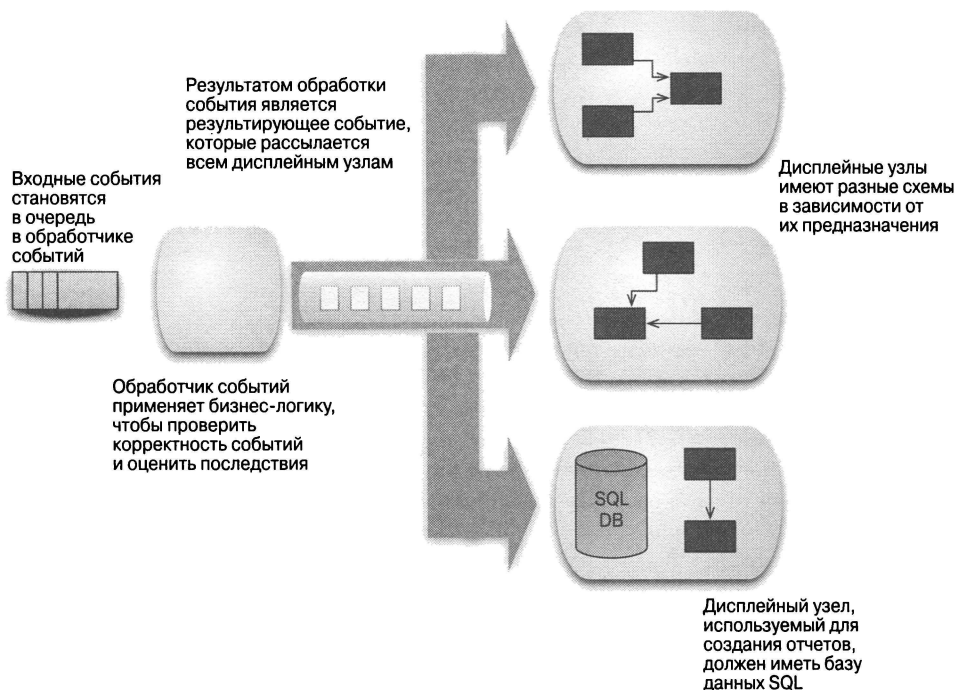 Результатом обработки
события является
результирующее событие,
которые рассылается
всем дисплейным узлам
Входные события
становятся
в очередь
в обработчике
событий
Дисплейные узлы
имеют разные схемы
в зависимости от
их предназначения
Обработчик событий
применяет бизнес-логику,
чтобы проверить
корректность событий
и оценить последствия
SQL
DB
Дисплейный узел,
используемый для
создания отчетов,
должен иметь базу
данных SQL